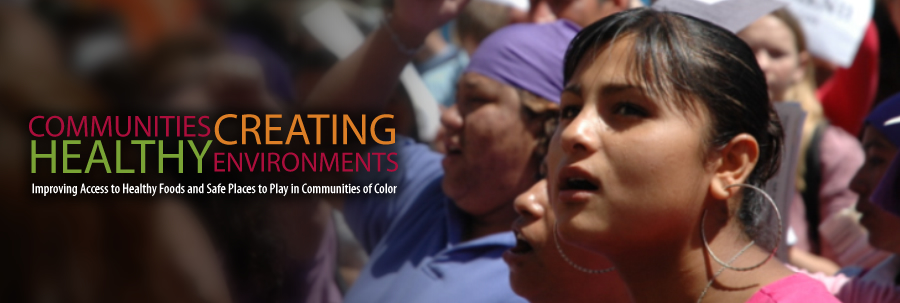 COMMUNITIES CREATING
HEALTHY ENVIRONMENTS
Improving Access to Healthy Foods and Safe Places to Play in Communities of Color